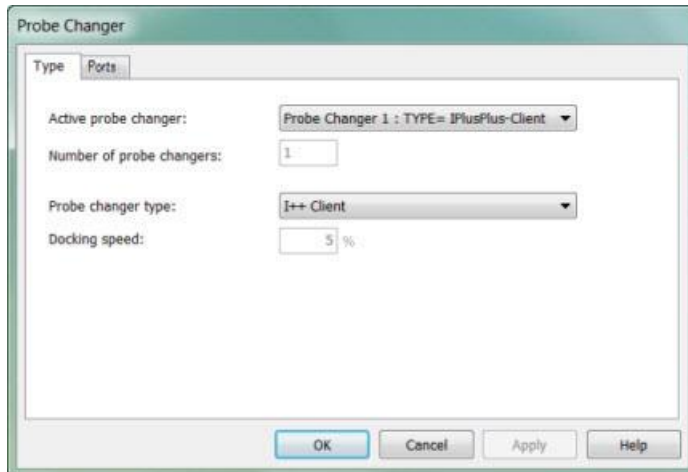 Probe Changer
Type Ports
Active probe changer: Probe Changer 1 : TYPE= IPlusPlus-Client
Number of probe changers: 1
Probe changer type: I++ Client
Docking speed: 5 %
OK Cancel Apply Help